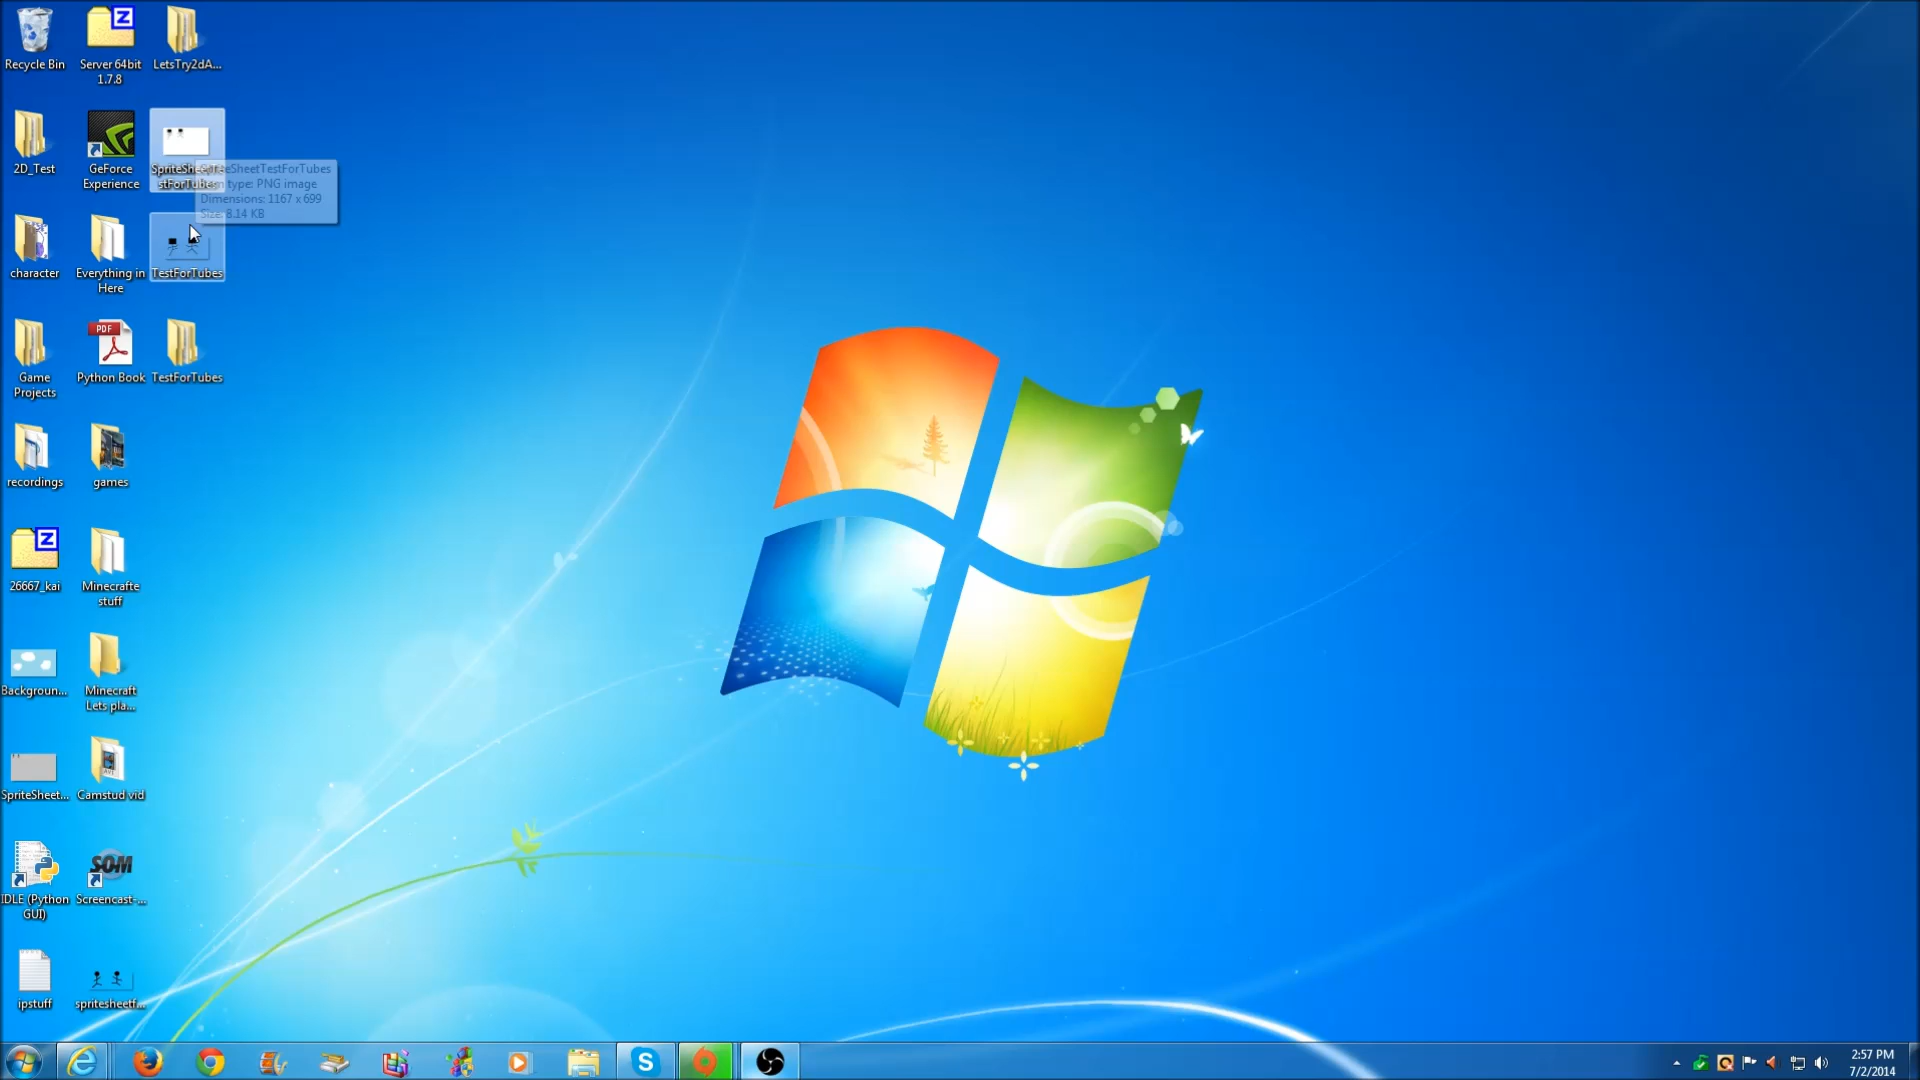 Recycle Bin
Server 64bit
1.7.8
LetsTry2dA...
2D_Test
GeForce
Experience
SheetTestForTubes
type: PNG image
Dimensions: 1167 x 699
Size: 8.14 KB
character
Everything in
Here
TestForTubes
Game
Projects
PDF
Python Book
TestForTubes
recordings
games
Z
26667_kai
Minecrafte
stuff
Backgroun...
Minecraft
Lets pla...
SpriteSheet...
Camstud vid
IDLE (Python
GUI)
SOM
Screencast-...
ipstuff
spritesheetf...
2:57 PM
7/2/2014